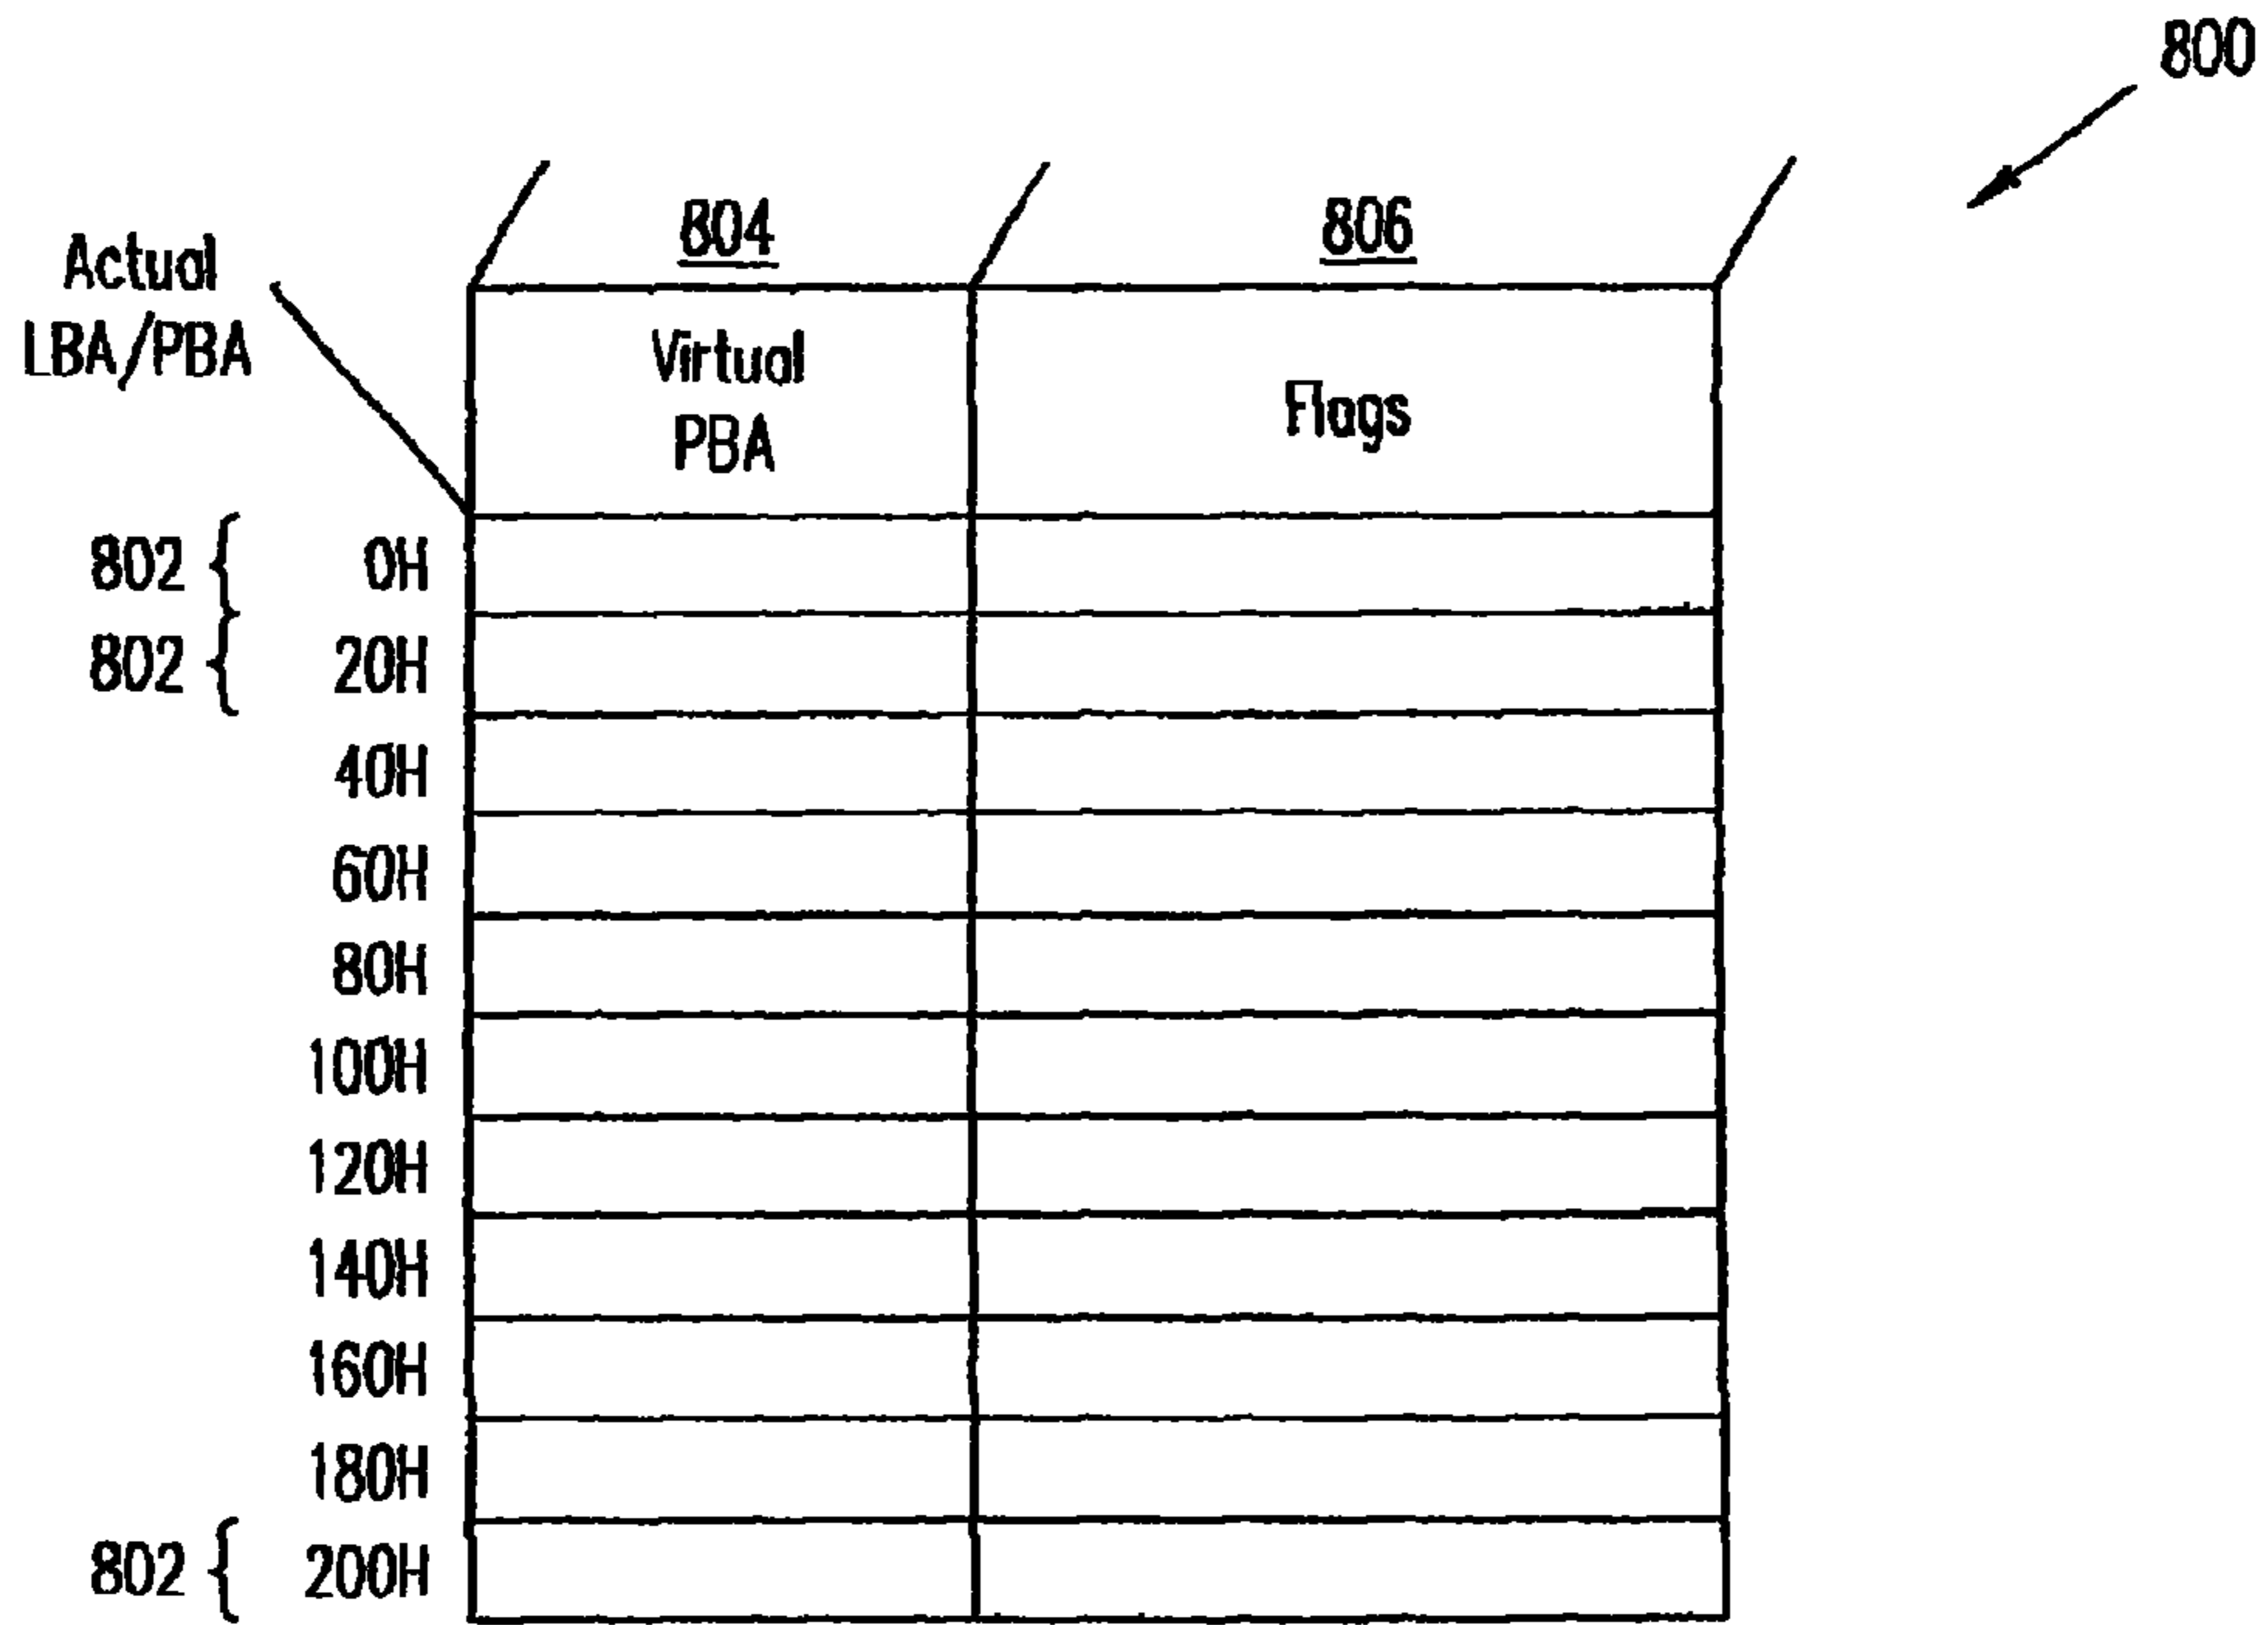 800
804
806
Actual
LBA/PBA
Virtual
PBA
Flags
802 { 0H
802 { 20H
40H
60H
80H
100H
120H
140H
160H
180H
802 { 200H